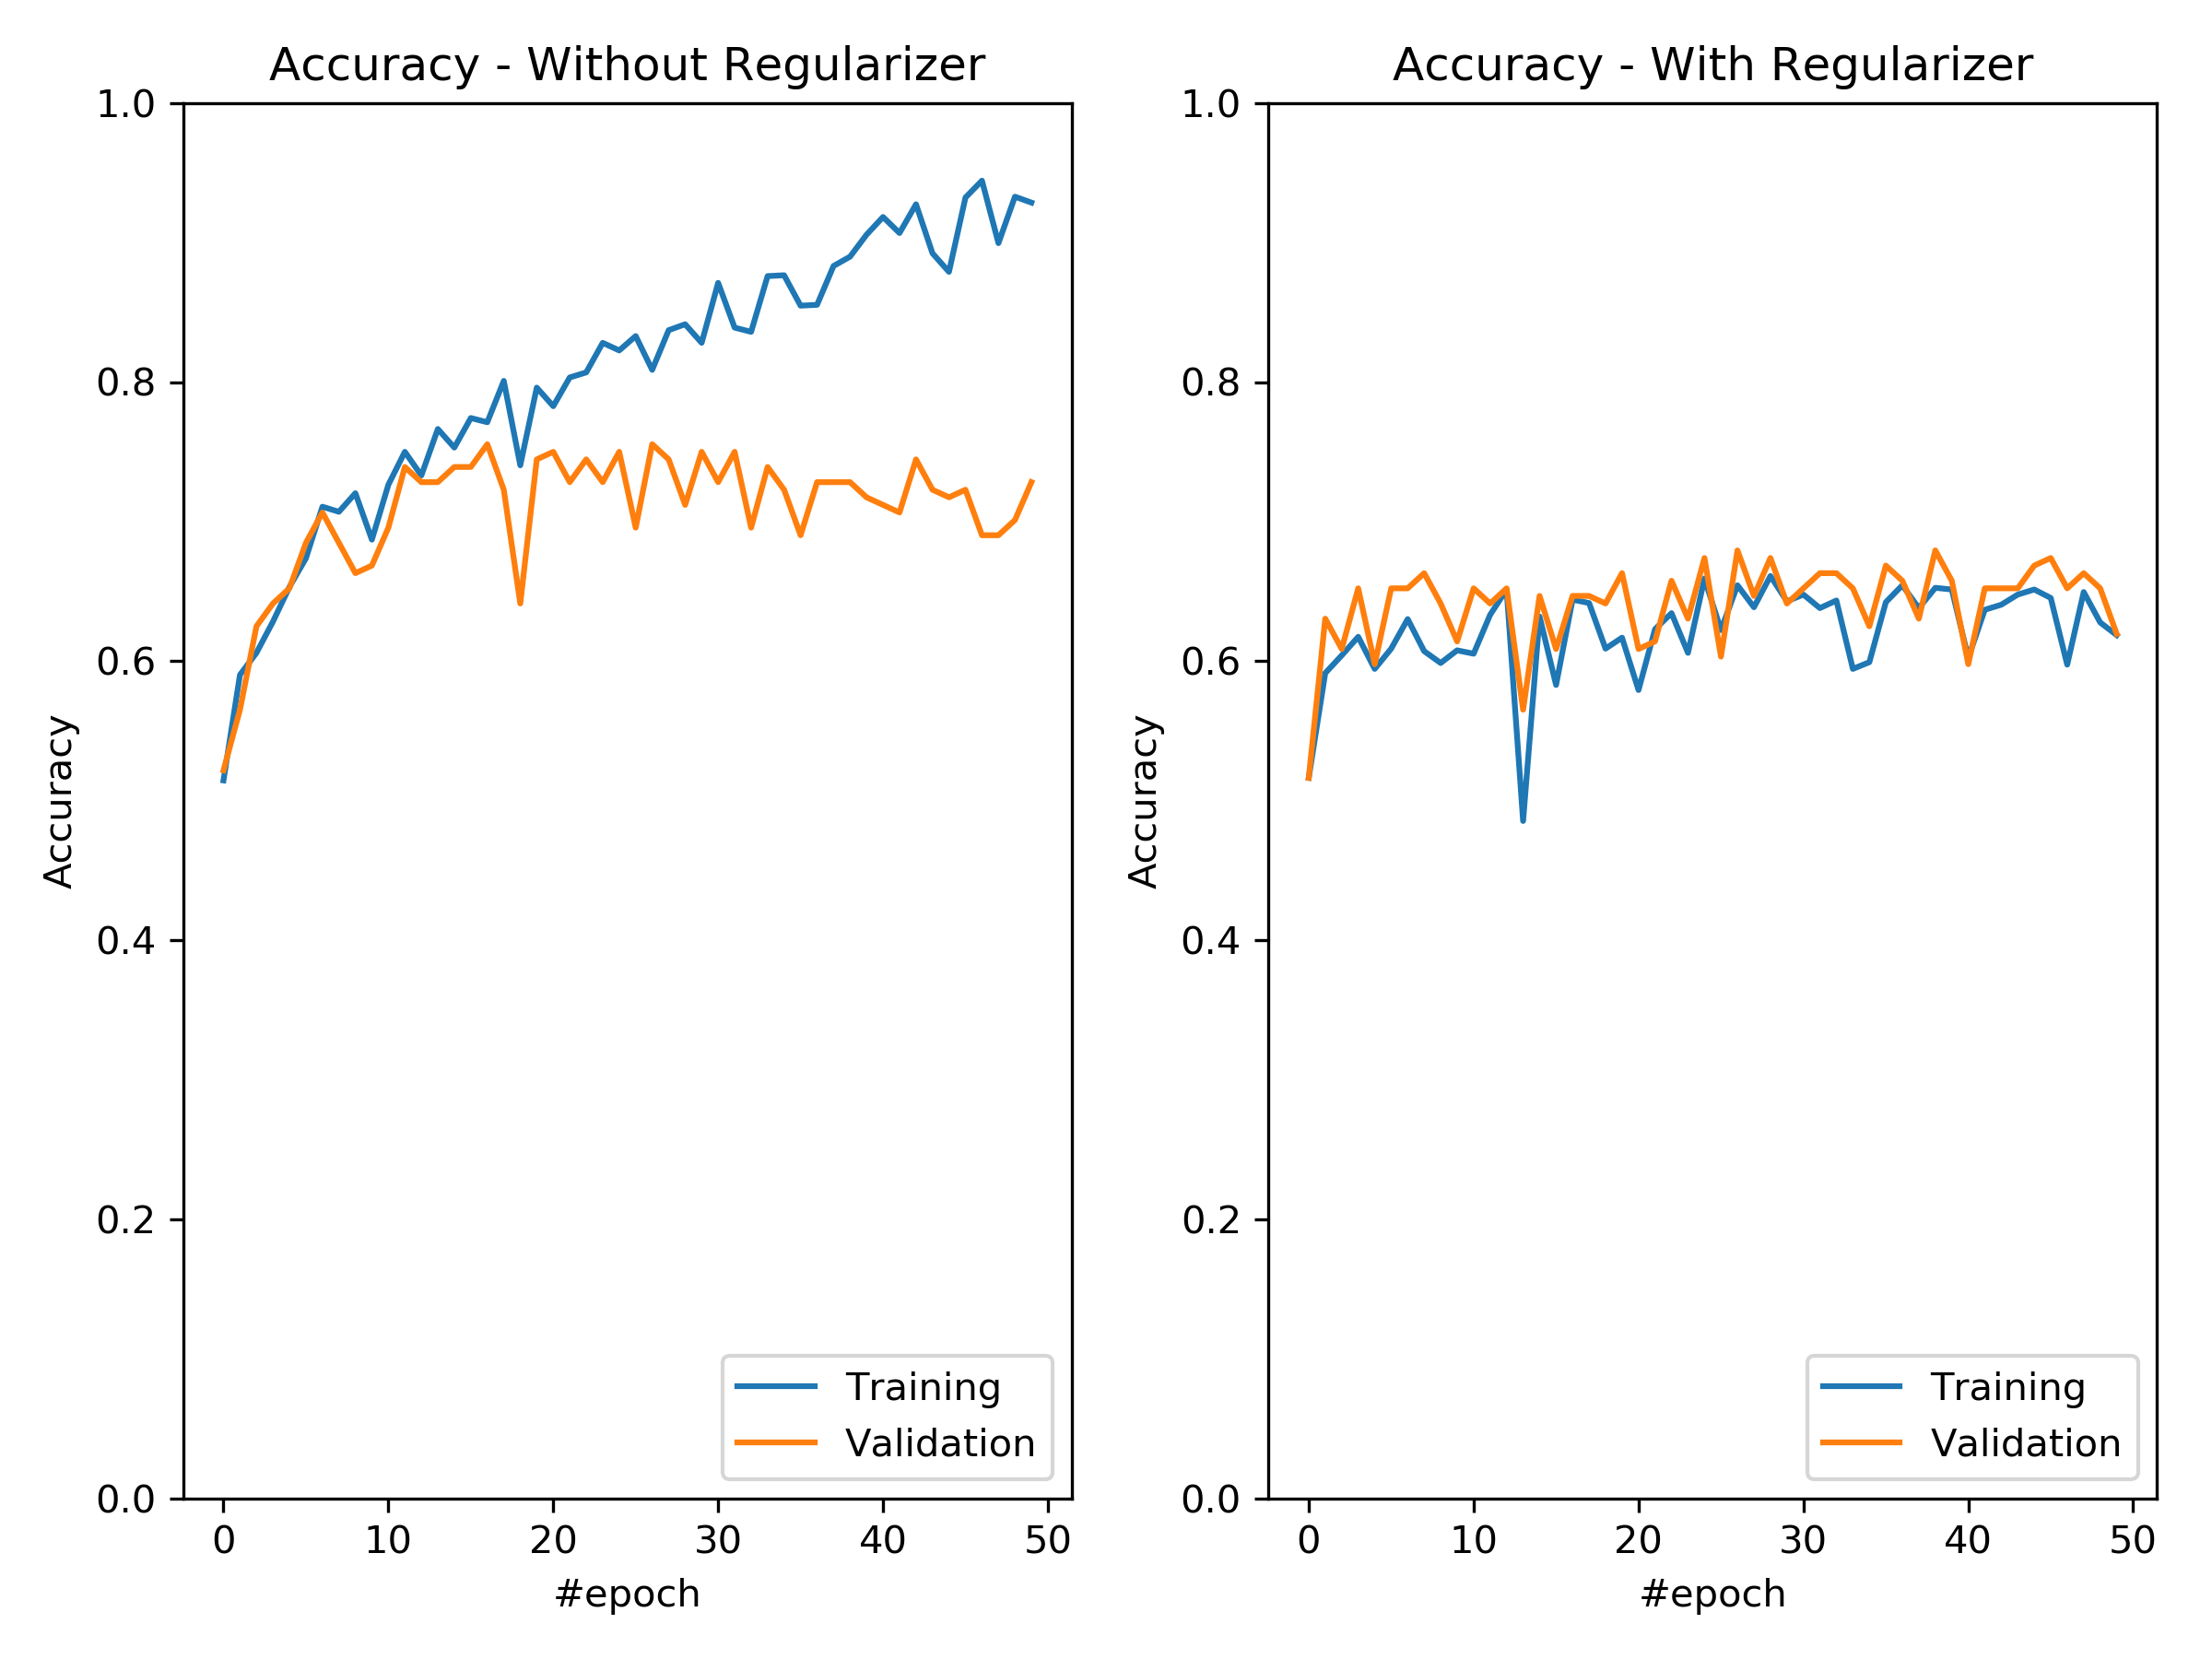 Accuracy - Without Regularizer
1.0
0.8
0.6
0.4
0.2
0.0
Accuracy
0 10 20 30 40 50
#epoch
Training
Validation
Accuracy - With Regularizer
1.0
0.8
0.6
0.4
0.2
0.0
Accuracy
0 10 20 30 40 50
#epoch
Training
Validation